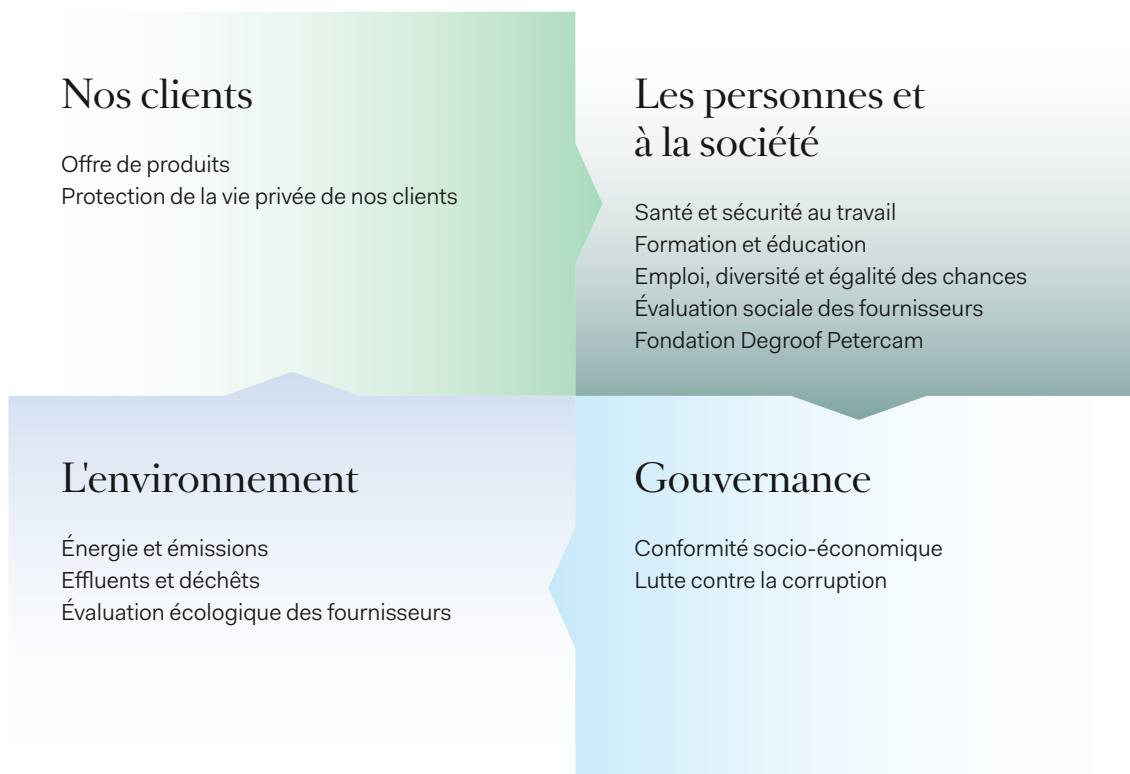 Nos clients
Offre de produits
Protection de la vie privée de nos clients
Les personnes et
à la société
Santé et sécurité au travail
Formation et éducation
Emploi, diversité et égalité des chances
Évaluation sociale des fournisseurs
Fondation Degroof Petercam
L'environnement
Énergie et émissions
Effluents et déchêts
Évaluation écologique des fournisseurs
Gouvernance
Conformité socio-économique
Lutte contre la corruption